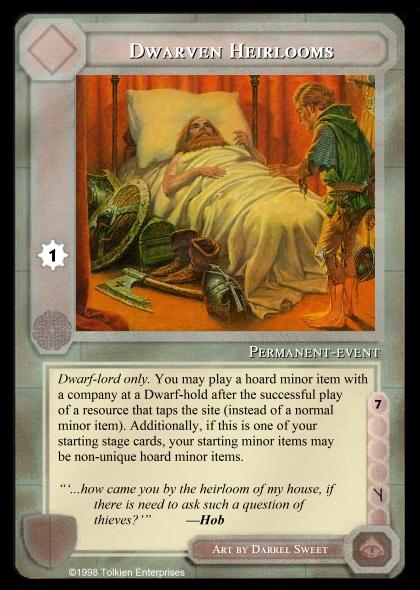 DWARVEN HEIRLOOMS
1
PERMANENT-EVENT
Dwarf-lord only. You may play a hoard minor item with
a company at a Dwarf-hold after the successful play
of a resource that taps the site (instead of a normal
minor item). Additionally, if this is one of your
starting stage cards, your starting minor items may
be non-unique hoard minor items.
7
“‘...how came you by the heirloom of my house, if
there is need to ask such a question of
thieves?’” —Hob
ART BY DARREL SWEET
©1998 Tolkien Enterprises